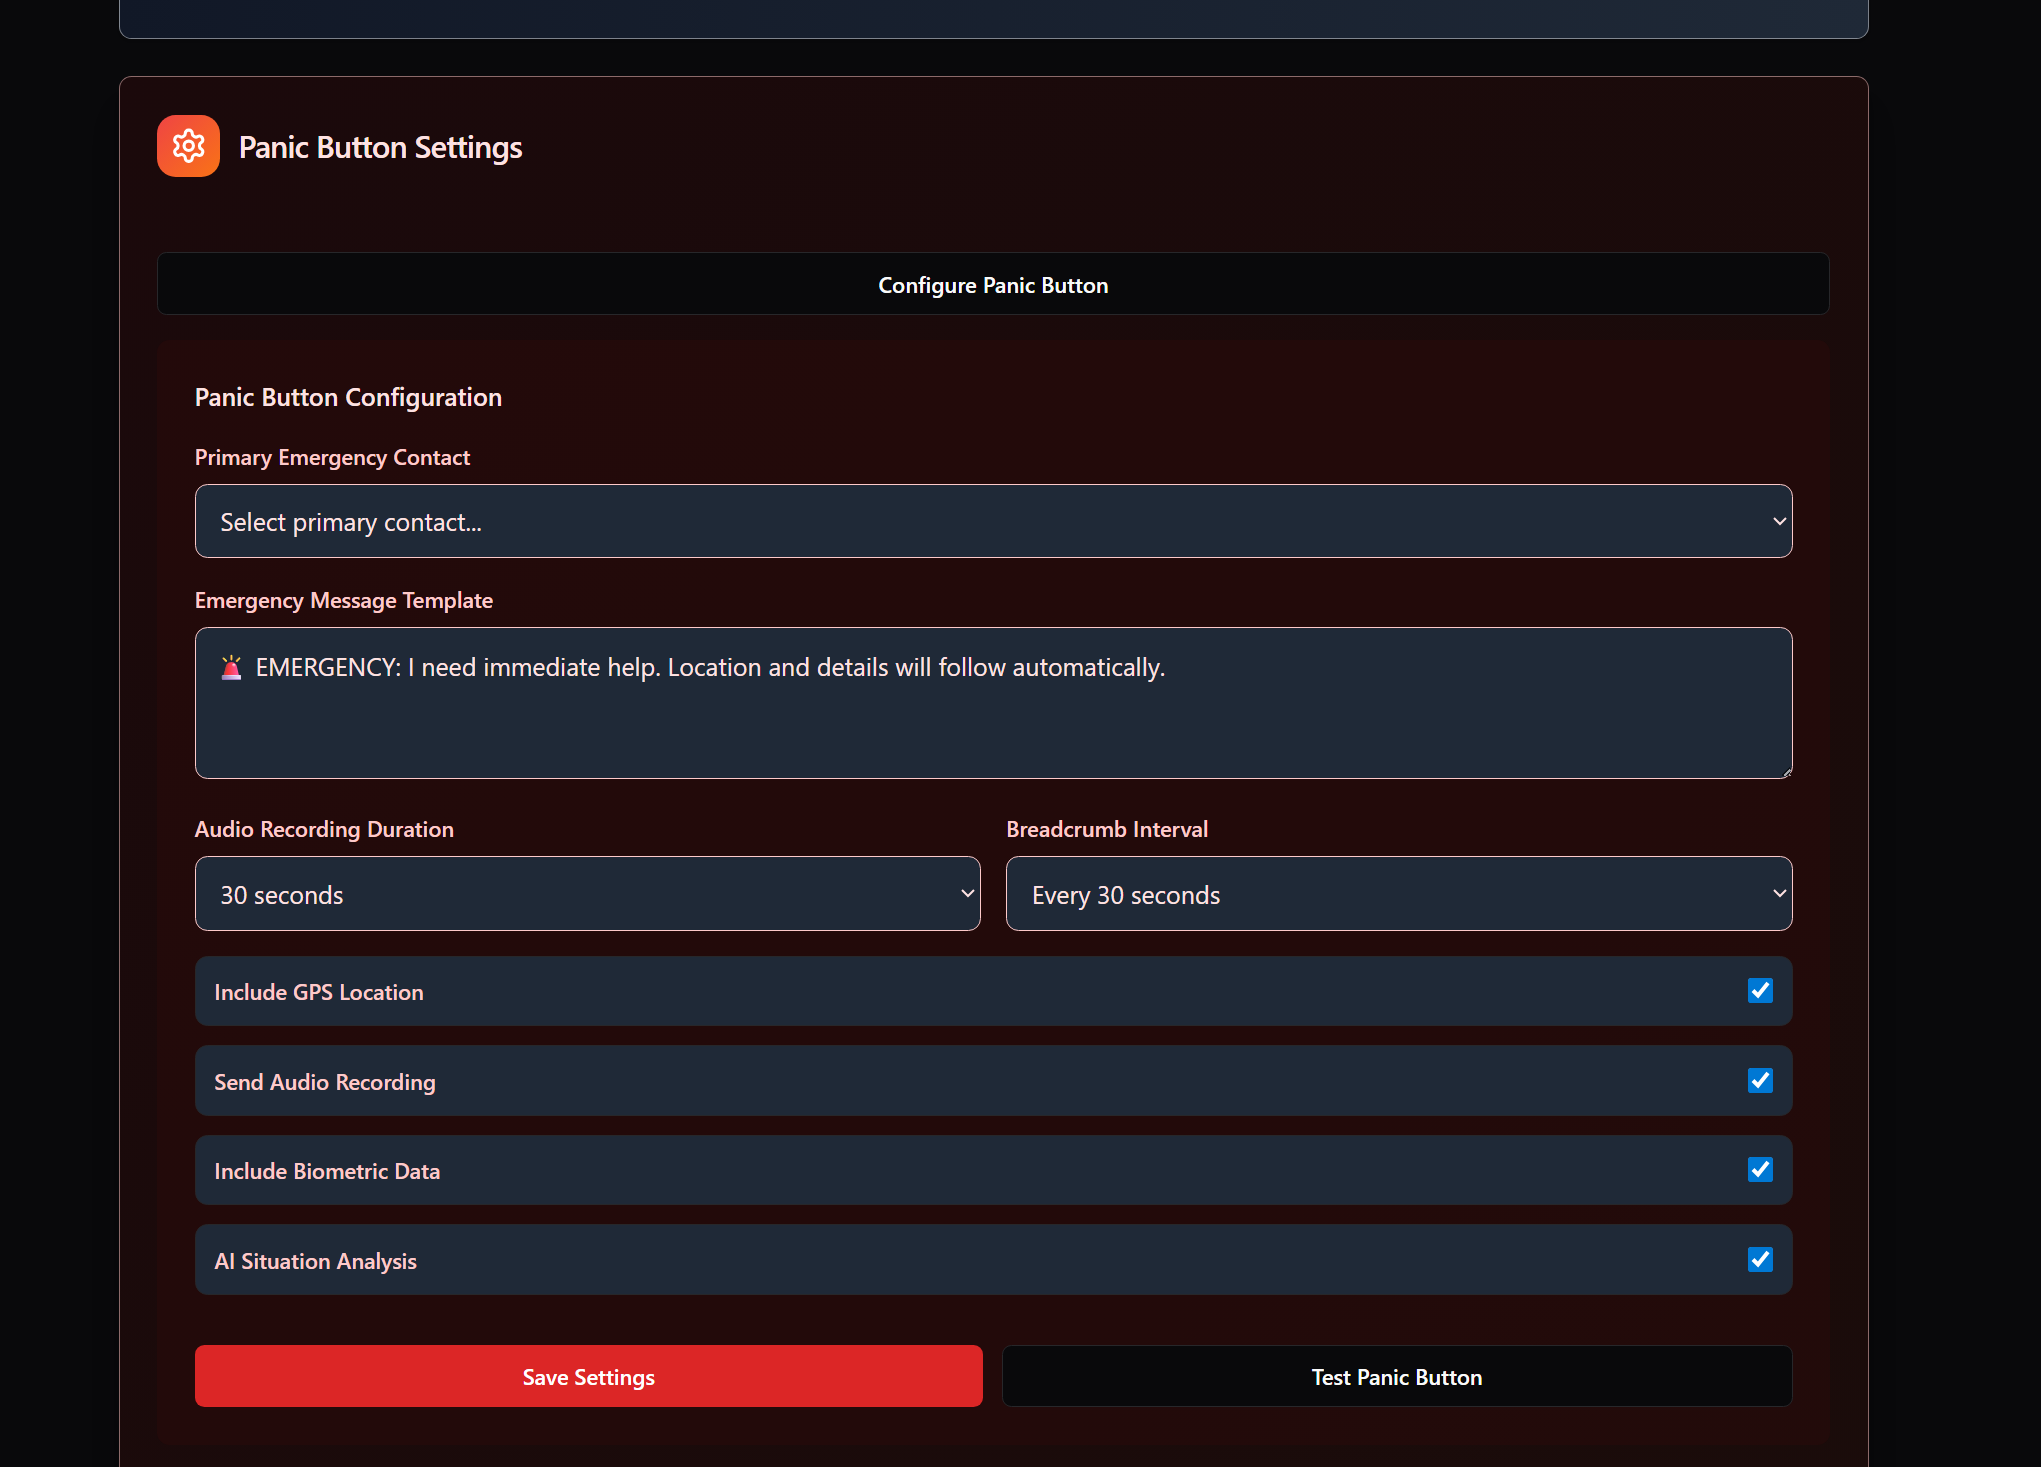 Panic Button Settings
Configure Panic Button
Panic Button Configuration
Primary Emergency Contact
Select primary contact...
Emergency Message Template
🚨 EMERGENCY: I need immediate help. Location and details will follow automatically.
Audio Recording Duration
Breadcrumb Interval
30 seconds
Every 30 seconds
Include GPS Location
Send Audio Recording
Include Biometric Data
AI Situation Analysis
Save Settings
Test Panic Button